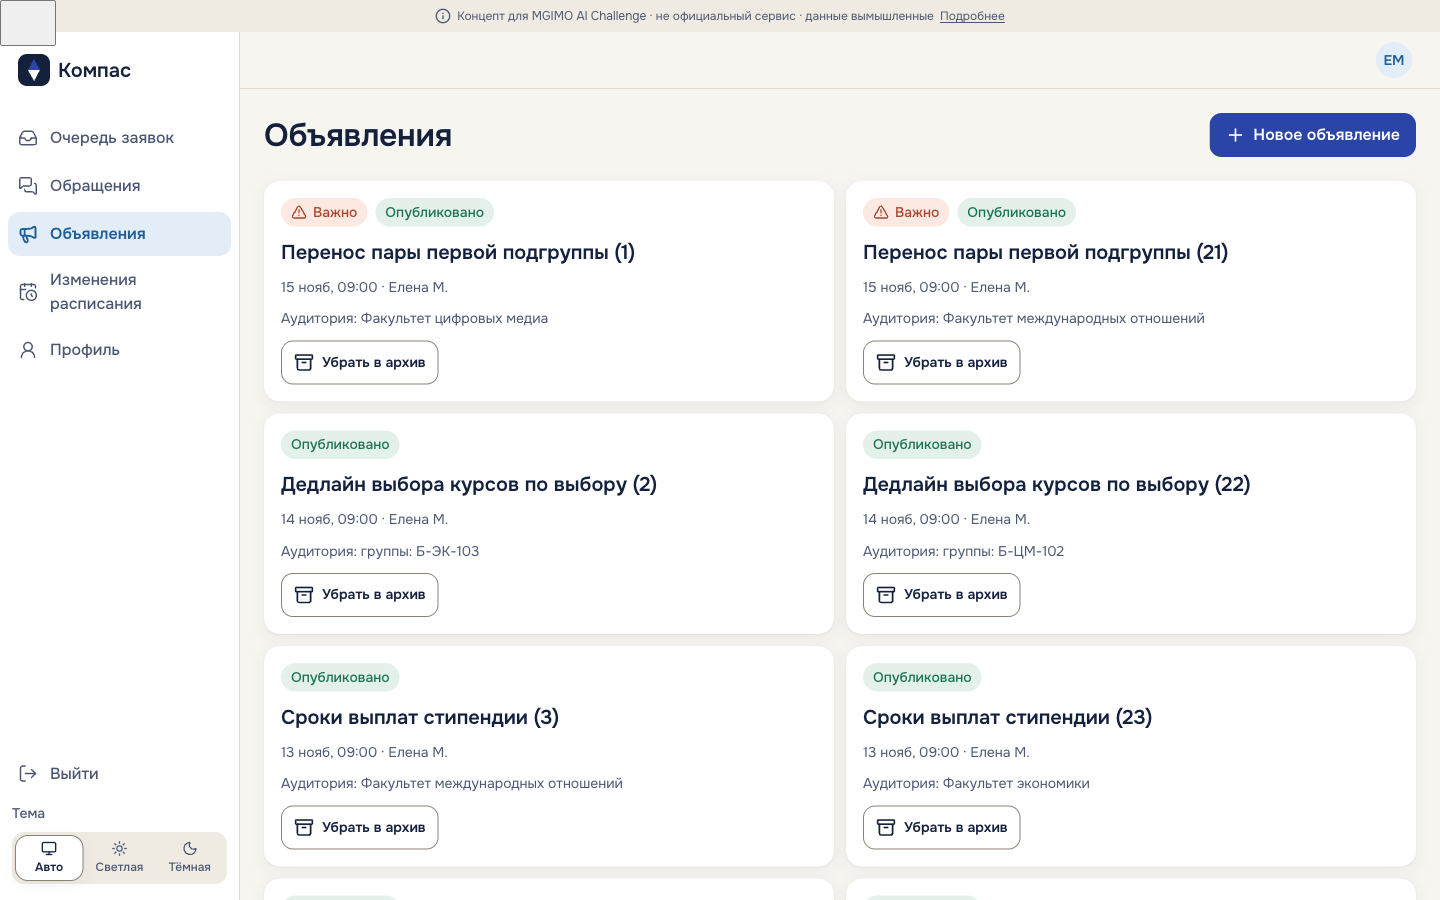 Концепт для MGIMO AI Challenge · не официальный сервис · данные вымышленные Подробнее
Компас
Очередь заявок
Обращения
Объявления
Изменения
расписания
Профиль
Выйти
Тема
Авто
Светлая
Тёмная
ЕМ
Объявления
Новое объявление
Важно
Опубликовано
Перенос пары первой подгруппы (1)
15 нояб, 09:00 · Елена М.
Аудитория: Факультет цифровых медиа
Убрать в архив
Важно
Опубликовано
Перенос пары первой подгруппы (21)
15 нояб, 09:00 · Елена М.
Аудитория: Факультет международных отношений
Убрать в архив
Опубликовано
Дедлайн выбора курсов по выбору (2)
14 нояб, 09:00 · Елена М.
Аудитория: группы: Б-ЭК-103
Убрать в архив
Опубликовано
Дедлайн выбора курсов по выбору (22)
14 нояб, 09:00 · Елена М.
Аудитория: группы: Б-ЦМ-102
Убрать в архив
Опубликовано
Сроки выплат стипендии (3)
13 нояб, 09:00 · Елена М.
Аудитория: Факультет международных отношений
Убрать в архив
Опубликовано
Сроки выплат стипендии (23)
13 нояб, 09:00 · Елена М.
Аудитория: Факультет экономики
Убрать в архив